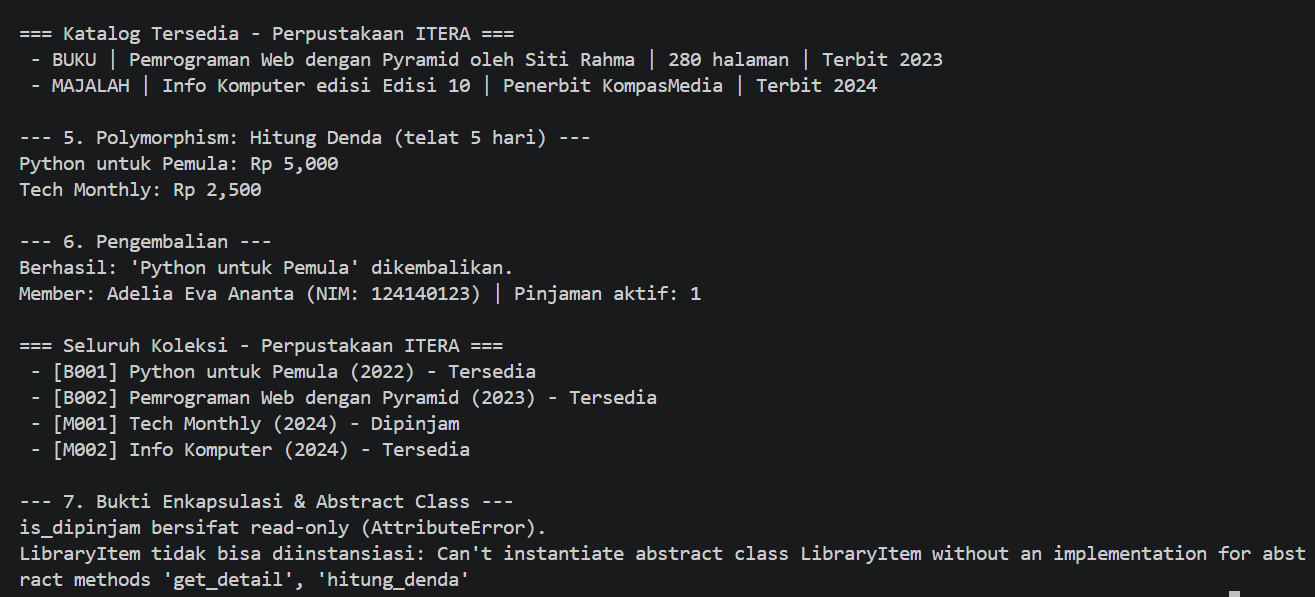 === Katalog Tersedia - Perpustakaan ITERA ===
- BUKU | Pemrograman Web dengan Pyramid oleh Siti Rahma | 280 halaman | Terbit 2023
- MAJALAH | Info Komputer edisi Edisi 10 | Penerbit KompasMedia | Terbit 2024
--- 5. Polymorphism: Hitung Denda (telat 5 hari) ---
Python untuk Pemula: Rp 5,000
Tech Monthly: Rp 2,500
--- 6. Pengembalian ---
Berhasil: 'Python untuk Pemula' dikembalikan.
Member: Adelia Eva Ananta (NIM: 124140123) | Pinjaman aktif: 1
=== Seluruh Koleksi - Perpustakaan ITERA ===
- [B001] Python untuk Pemula (2022) - Tersedia
- [B002] Pemrograman Web dengan Pyramid (2023) - Tersedia
- [M001] Tech Monthly (2024) - Dipinjam
- [M002] Info Komputer (2024) - Tersedia
--- 7. Bukti Enkapsulasi & Abstract Class ---
is_dipinjam bersifat read-only (AttributeError).
LibraryItem tidak bisa diinstansiasi: Can't instantiate abstract class LibraryItem without an implementation for abst
ract methods 'get_detail', 'hitung_denda'